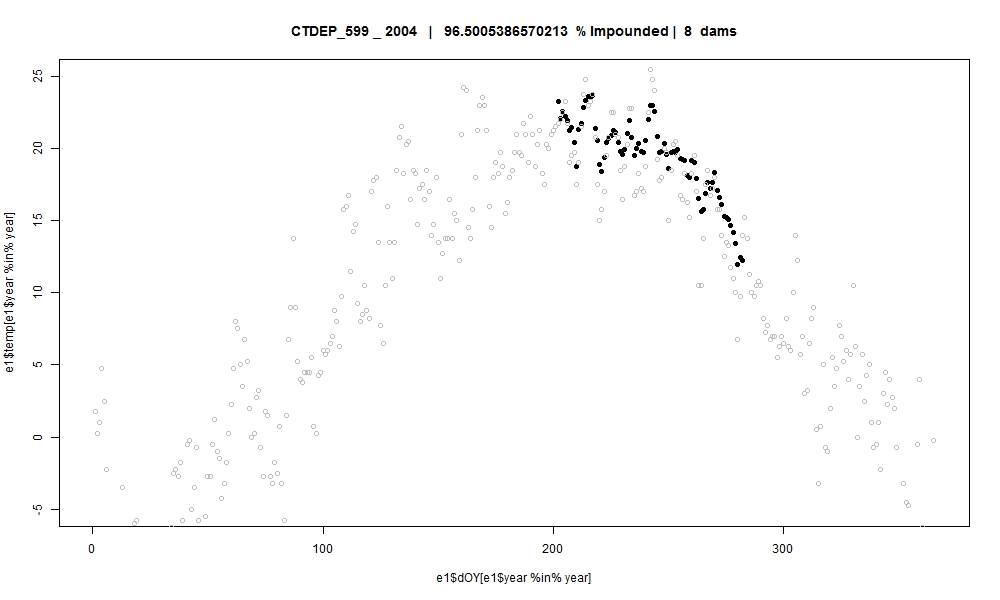 CTDEP_599 _ 2004 | 96.5005386570213 % Impounded | 8 dams
25
20
15
10
5
0
-5
e1$temp[e1$year %in% year]
0 100 200 300
e1$dOY[e1$year %in% year]